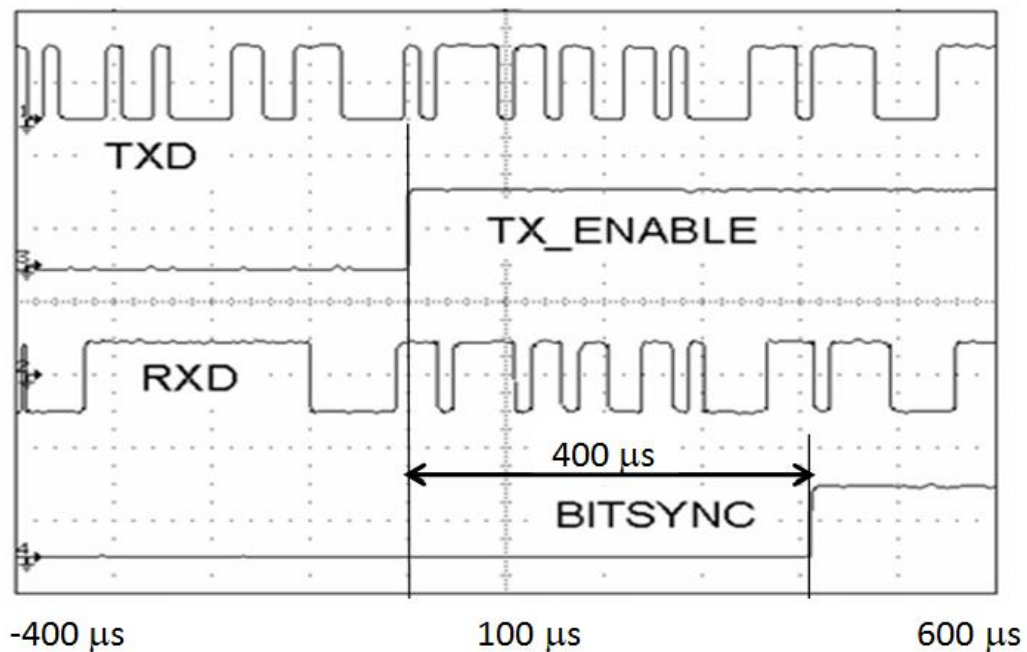 TXD
TX_ENABLE
RXD
400 μs
BITSYNC
-400 μs 100 μs 600 μs